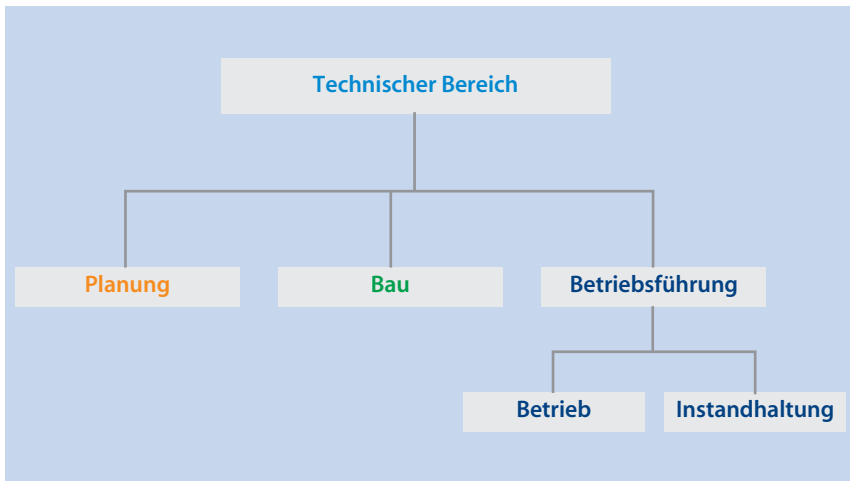 Technischer Bereich
Planung
Bau
Betriebsführung
Betrieb
Instandhaltung